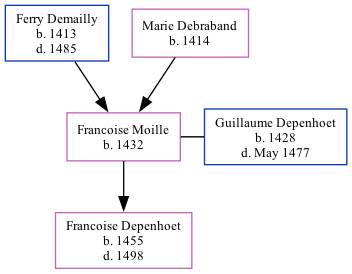 Ferry Demailly
b. 1413
d. 1485
Marie Debraband
b. 1414
Francoise Moille
b. 1432
Guillaume Depenhoet
b. 1428
d. May 1477
Francoise Depenhoet
b. 1455
d. 1498